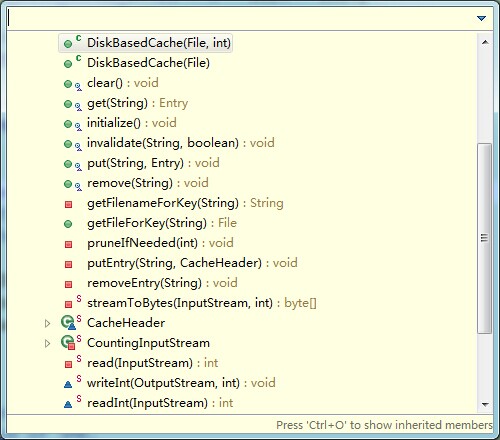 DiskBasedCache(File, int)
DiskBasedCache(File)
clear() : void
get(String) : Entry
initialize() : void
invalidate(String, boolean) : void
put(String, Entry) : void
remove(String) : void
getFilenameForKey(String) : String
getFileForKey(String) : File
pruneIfNeeded(int) : void
putEntry(String, CacheHeader) : void
removeEntry(String) : void
streamToBytes(InputStream, int) : byte[]
CacheHeader
CountingInputStream
read(InputStream) : int
writeInt(OutputStream, int) : void
readInt(InputStream) : int
Press 'Ctrl+O' to show inherited members